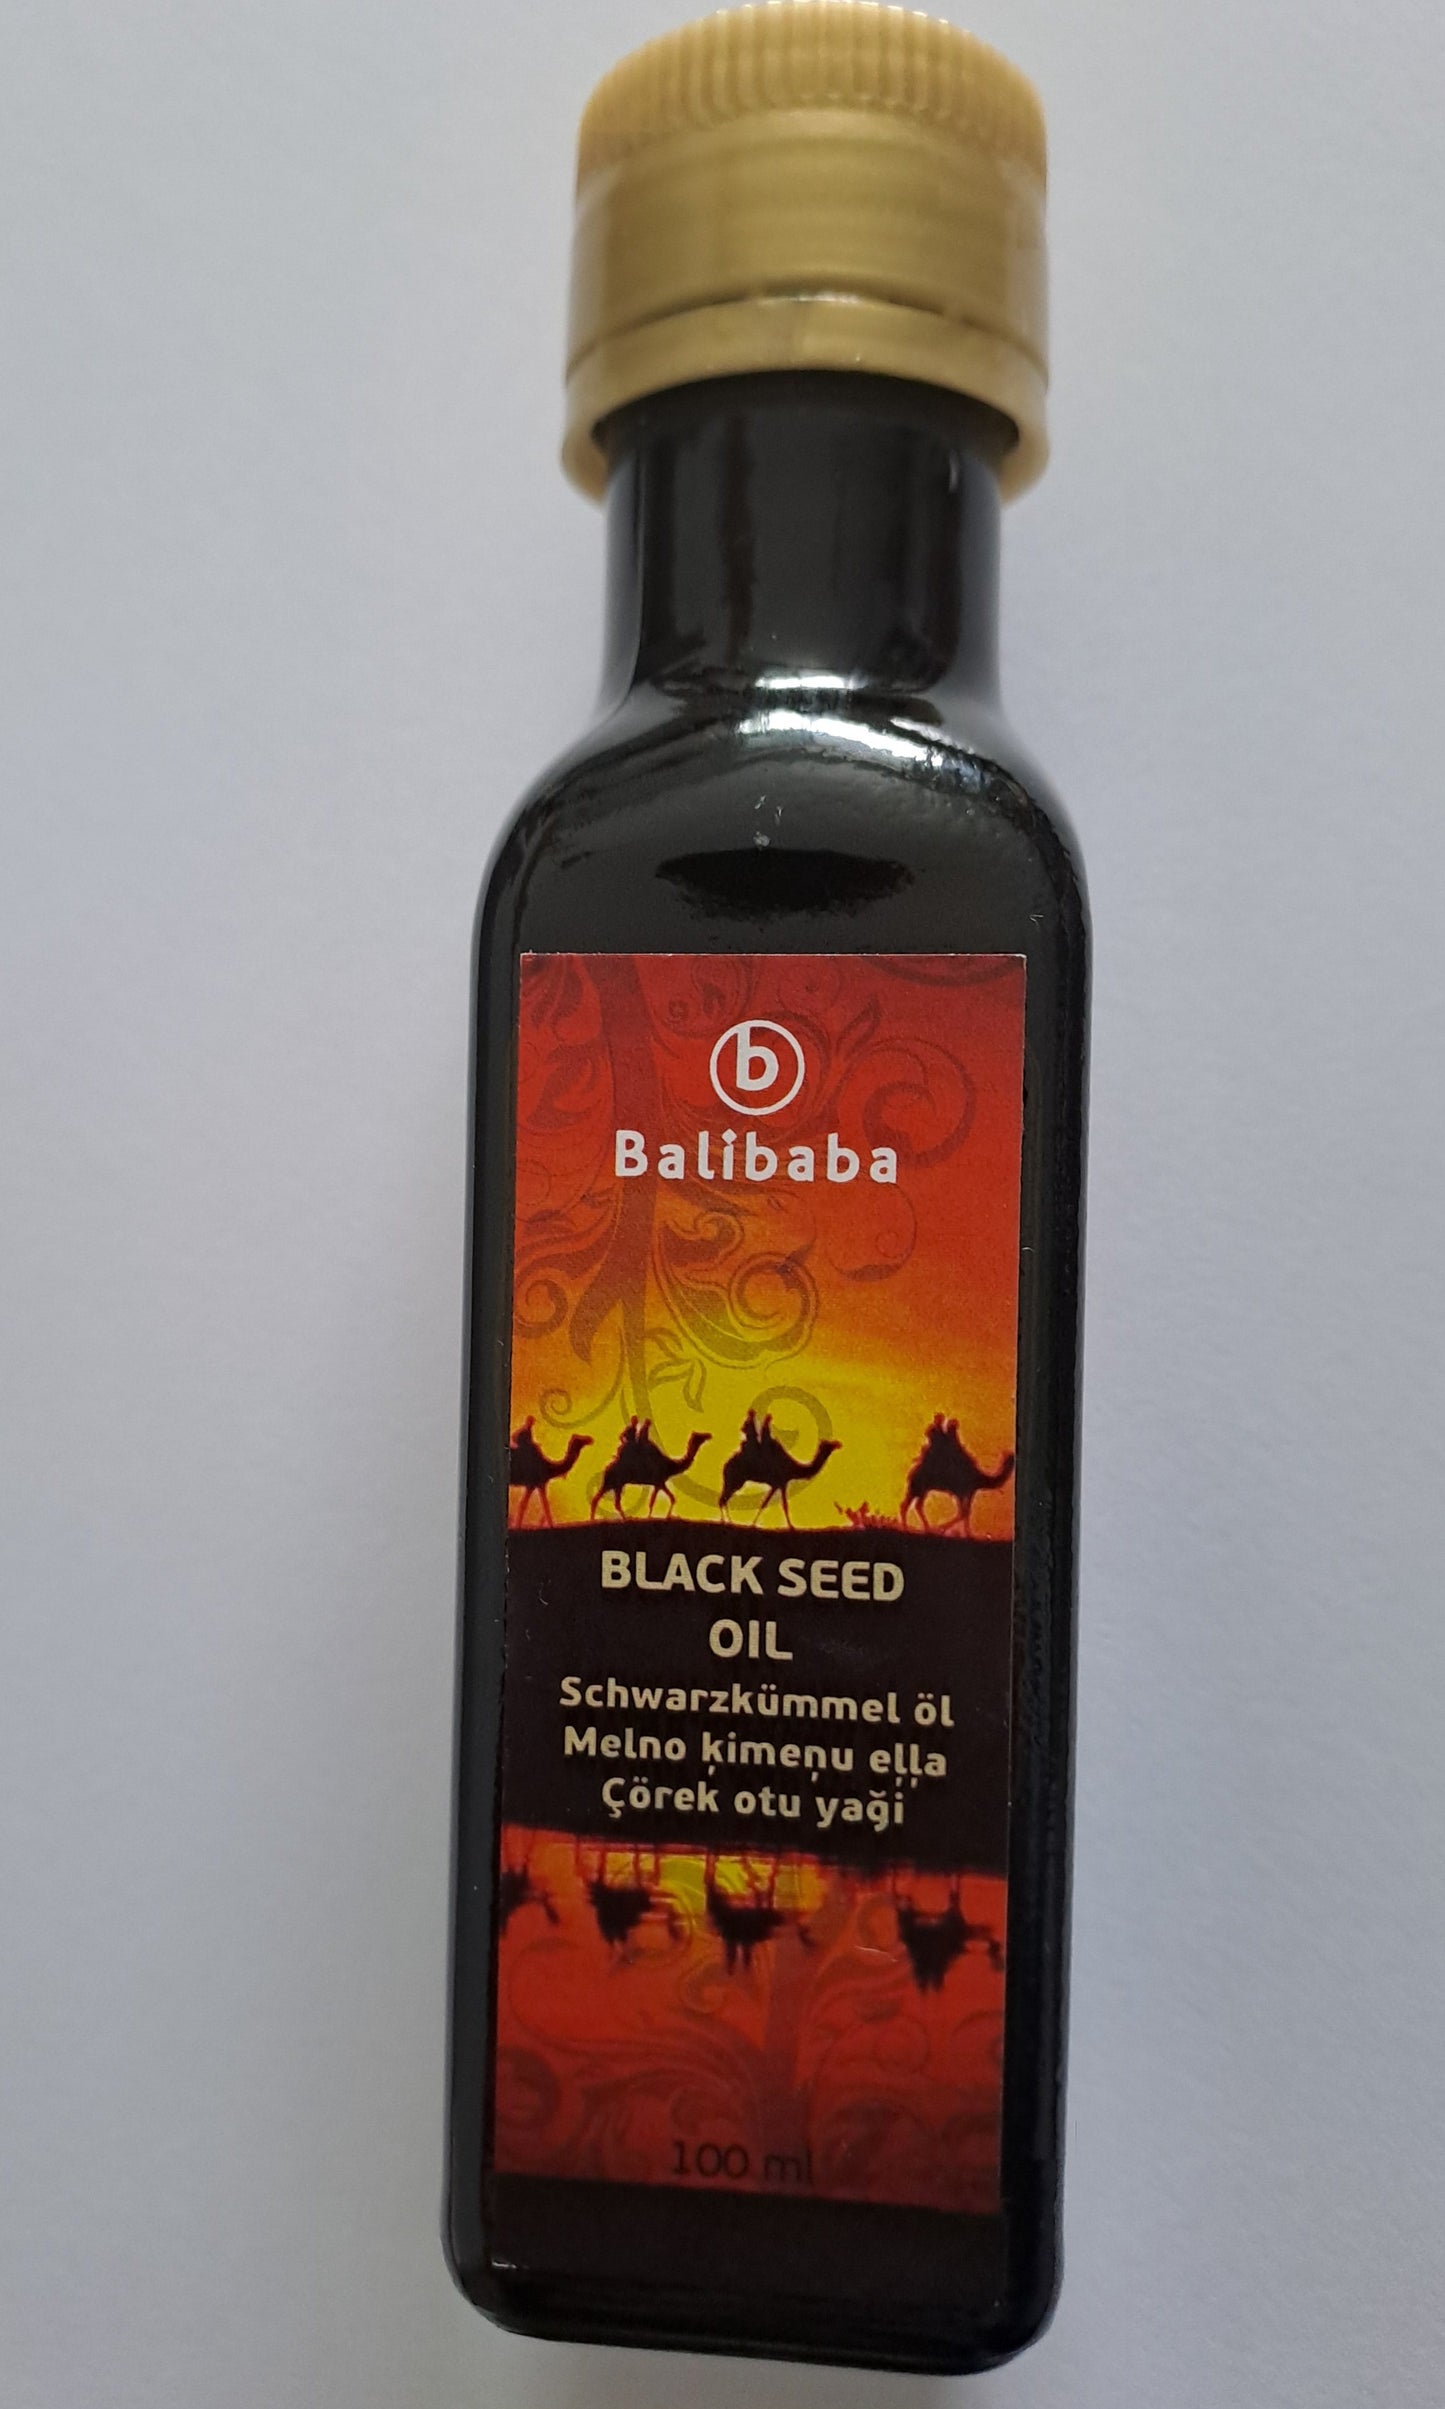 b
Balibaba
BLACK SEED
OIL
Schwarzkümmel öl
Melno ķimeņu eļļa
Çörek otu yaği
100 ml